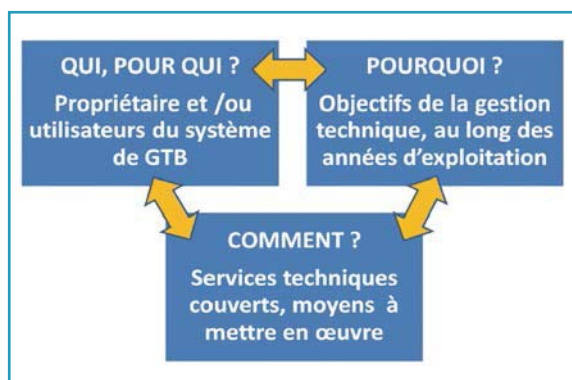 QUI, POUR QUI ?
Propriétaire et /ou
utilisateurs du système
de GTB
POURQUOI ?
Objectifs de la gestion
technique, au long des
années d’exploitation
COMMENT ?
Services techniques
couverts, moyens à
mettre en œuvre